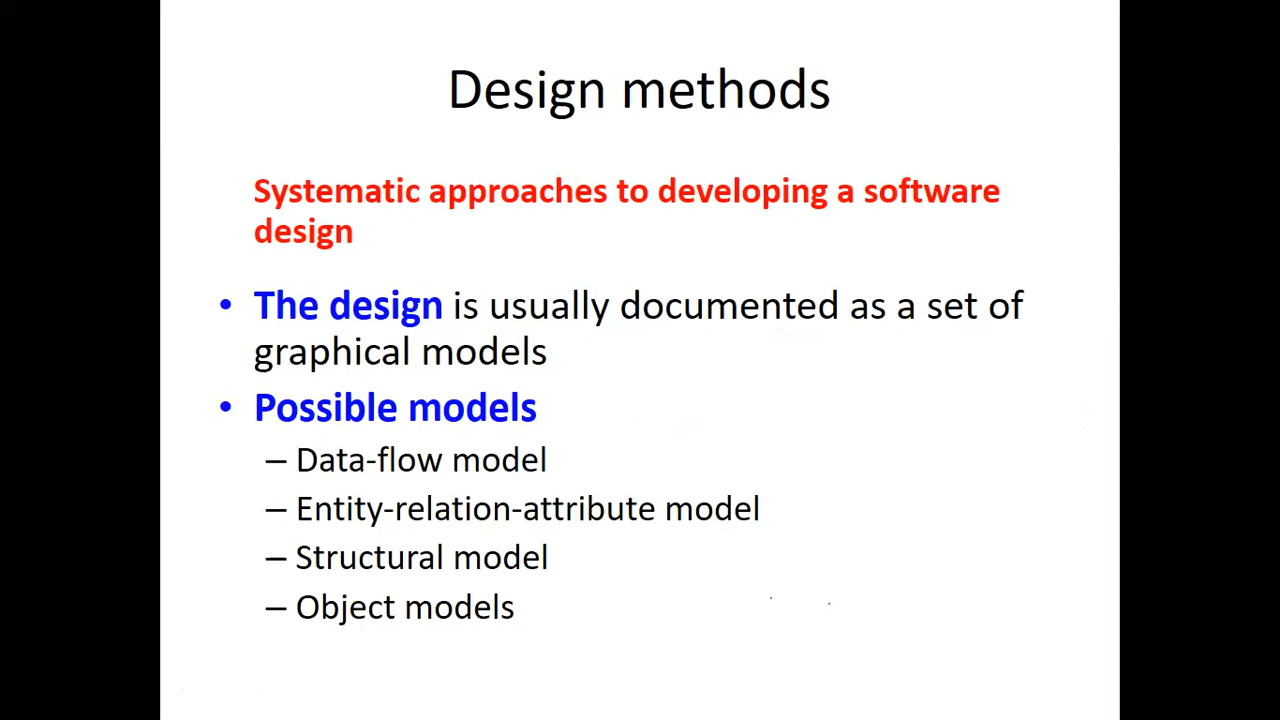 Design methods
Systematic approaches to developing a software
design
• The design is usually documented as a set of
graphical models
• Possible models
– Data-flow model
– Entity-relation-attribute model
– Structural model
– Object models